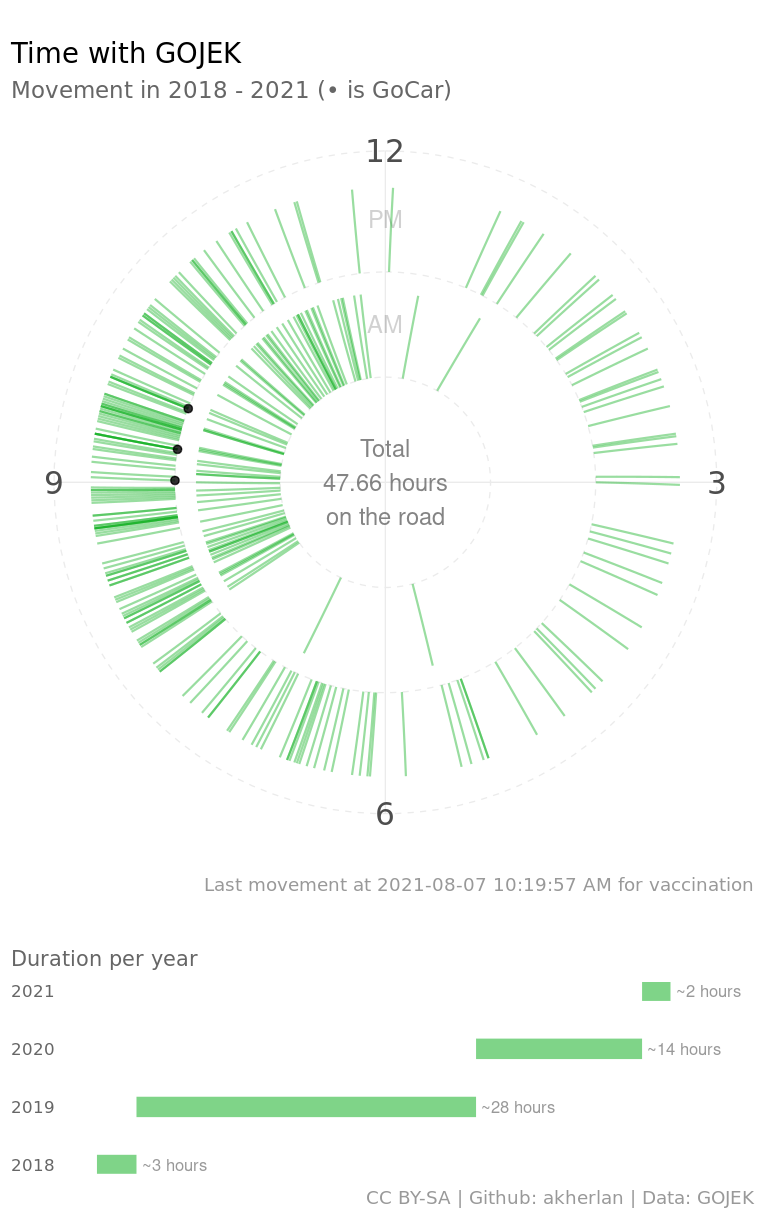 Time with GOJEK
Movement in 2018 - 2021 (• is GoCar)
12
PM
AM
Total
47.66 hours
on the road
9
3
6
Last movement at 2021-08-07 10:19:57 AM for vaccination
Duration per year
2021
~2 hours
2020
~14 hours
2019
~28 hours
2018
~3 hours
CC BY-SA | Github: akherlan | Data: GOJEK